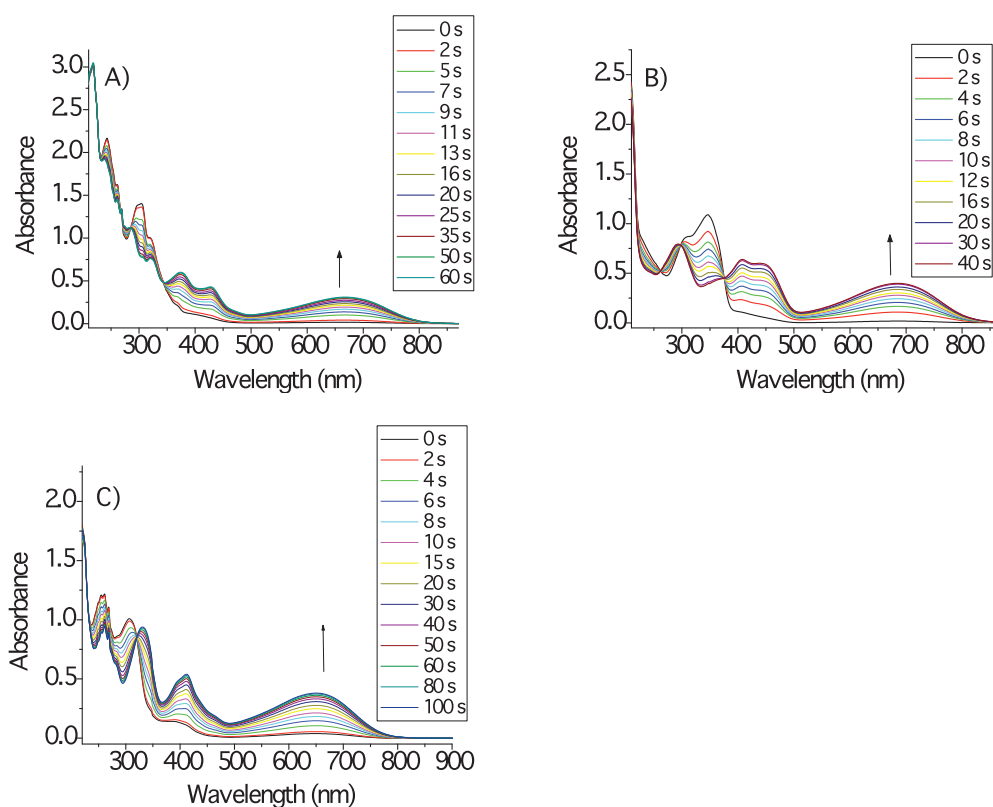 A)
Absorbance
3.0
2.5
2.0
1.5
1.0
0.5
0.0
300 400 500 600 700 800
Wavelength (nm)
0 s
2 s
5 s
7 s
9 s
11 s
13 s
16 s
20 s
25 s
35 s
50 s
60 s
B)
Absorbance
2.5
2.0
1.5
1.0
0.5
0.0
300 400 500 600 700 800
Wavelength (nm)
0 s
2 s
4 s
6 s
8 s
10 s
12 s
16 s
20 s
30 s
40 s
C)
Absorbance
2.0
1.5
1.0
0.5
0.0
300 400 500 600 700 800 900
Wavelength (nm)
0 s
2 s
4 s
6 s
8 s
10 s
15 s
20 s
30 s
40 s
50 s
60 s
80 s
100 s